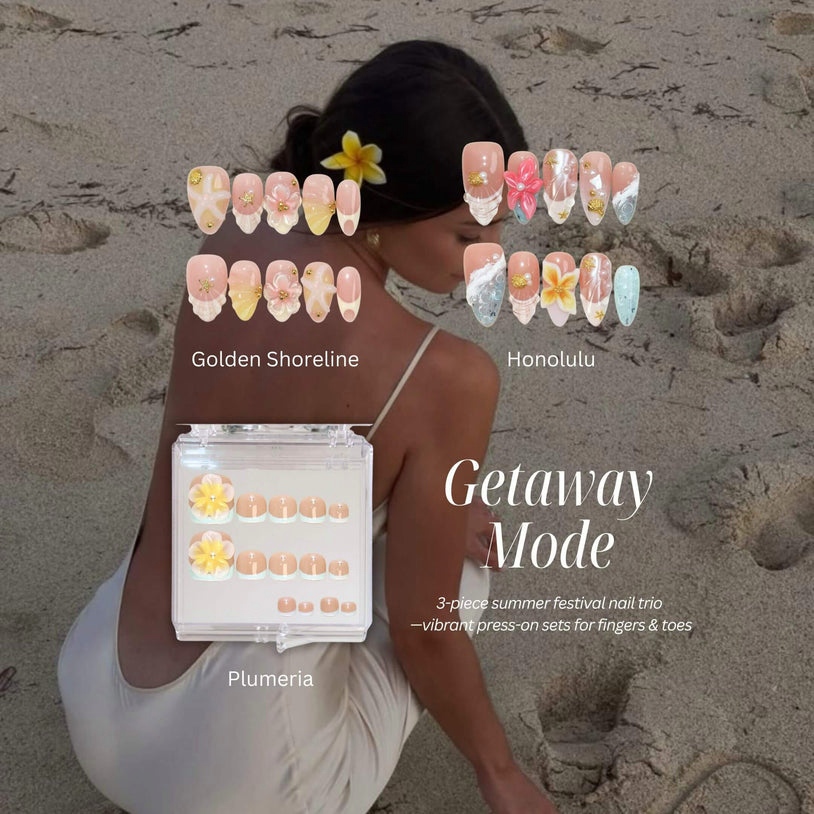 Golden Shoreline
Honolulu
Getaway
Mode
3-piece summer festival nail trio
—vibrant press-on sets for fingers & toes
Plumeria